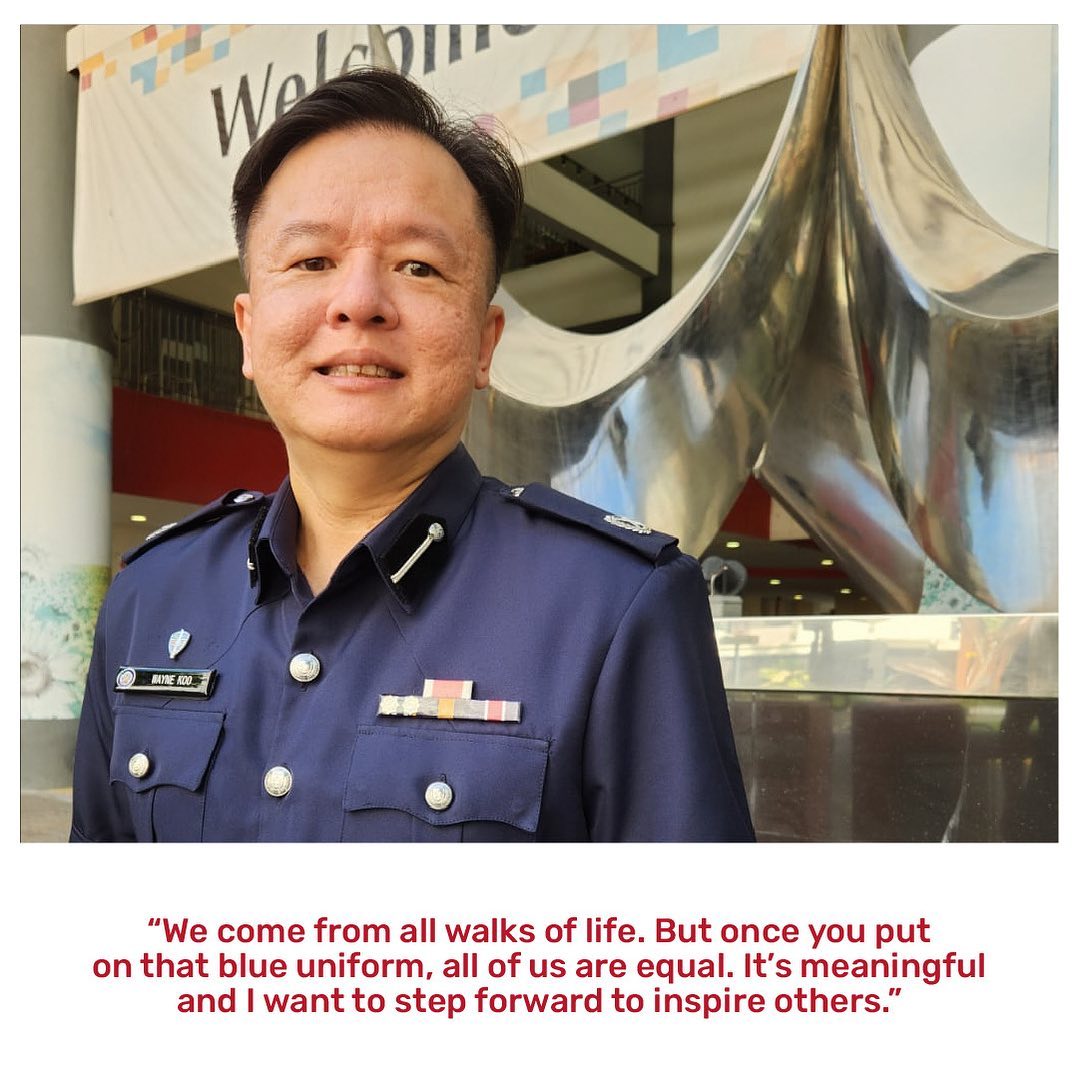 Welcome
WAYNE KOO
“We come from all walks of life. But once you put
on that blue uniform, all of us are equal. It’s meaningful
and I want to step forward to inspire others.”